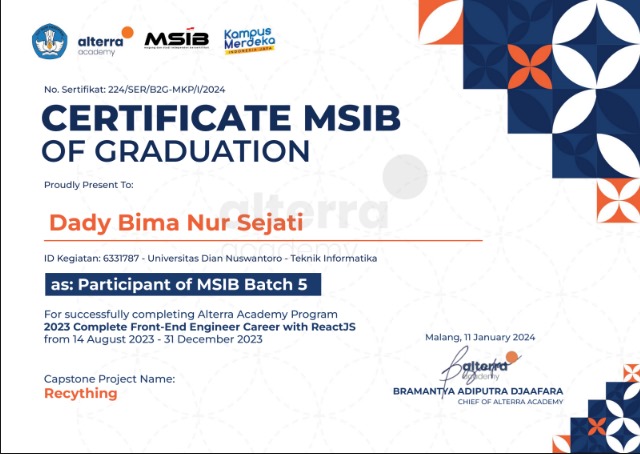 alterra academy
MSIB
Kampus Merdeka
INDONESIA JAYA
No. Sertifikat: 224/SER/B2G-MKP/I/2024
CERTIFICATE MSIB
OF GRADUATION
Proudly Present To:
alterra academy
Dady Bima Nur Sejati
ID Kegiatan: 6331787 - Universitas Dian Nuswantoro - Teknik Informatika
as: Participant of MSIB Batch 5
For successfully completing Alterra Academy Program
2023 Complete Front-End Engineer Career with ReactJS
from 14 August 2023 - 31 December 2023
Malang, 11 January 2024
alterra academy
BRAMANTYA ADIPUTRA DJAAFARA
CHIEF OF ALTERRA ACADEMY
Capstone Project Name:
Recything